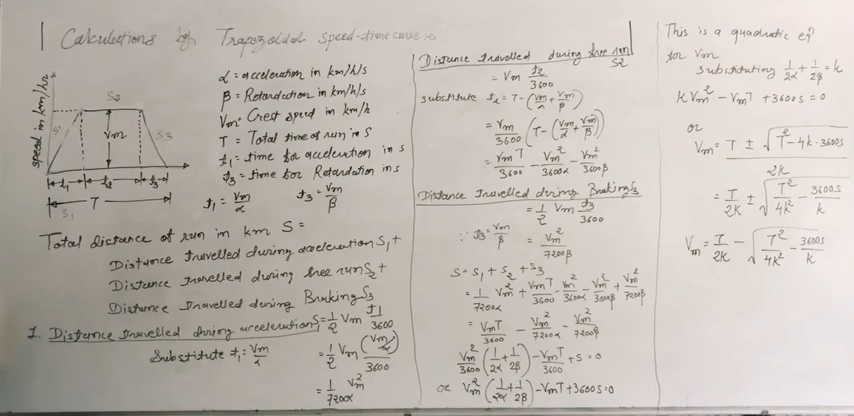 Calculations of Trapozoidal Speed-time curve :-
speed in km/hr
S1
S2
S3
Vm
t1
t2
t3
T
S1
α = acceleration in km/h/s
β = Retardation in km/h/s
Vm = Crest speed in km/h
T = Total time of run in s
t1 = time for acceleration in s
t3 = time for Retardation in s
t1 = Vm/α    t3 = Vm/β
Total distance of run in km S =
Distance travelled during acceleration S1 +
Distance travelled during free run S2 +
Distance travelled during Braking S3
1. Distance travelled during acceleration S1 = 1/2 Vm t1/3600
Substitute t1 = Vm/α    = 1/2 Vm (Vm/α)/3600
= 1/7200α Vm²
Distance travelled during free run S2
= Vm t2/3600
substitute t2 = T - (Vm/α + Vm/β)
= Vm/3600 (T - (Vm/α + Vm/β))
= VmT/3600 - Vm²/3600α - Vm²/3600β
Distance travelled during Braking S3
= 1/2 Vm t3/3600
∵ t3 = Vm/β    = Vm²/7200β
S = S1 + S2 + S3
= 1/7200α Vm² + VmT/3600 - Vm²/3600α - Vm²/3600β + Vm²/7200β
= VmT/3600 - Vm²/7200α - Vm²/7200β
Vm²/3600 (1/2α + 1/2β) - VmT/3600 + S = 0
or Vm² (1/2α + 1/2β) - VmT + 3600S = 0
This is a quadratic eqn
for Vm
Substituting 1/2α + 1/2β = k
KVm² - VmT + 3600S = 0
or
Vm = T ± √(T² - 4k·3600S) / 2K
= T/2K ± √(T²/4K² - 3600S/k)
Vm = T/2K - √(T²/4K² - 3600S/k)